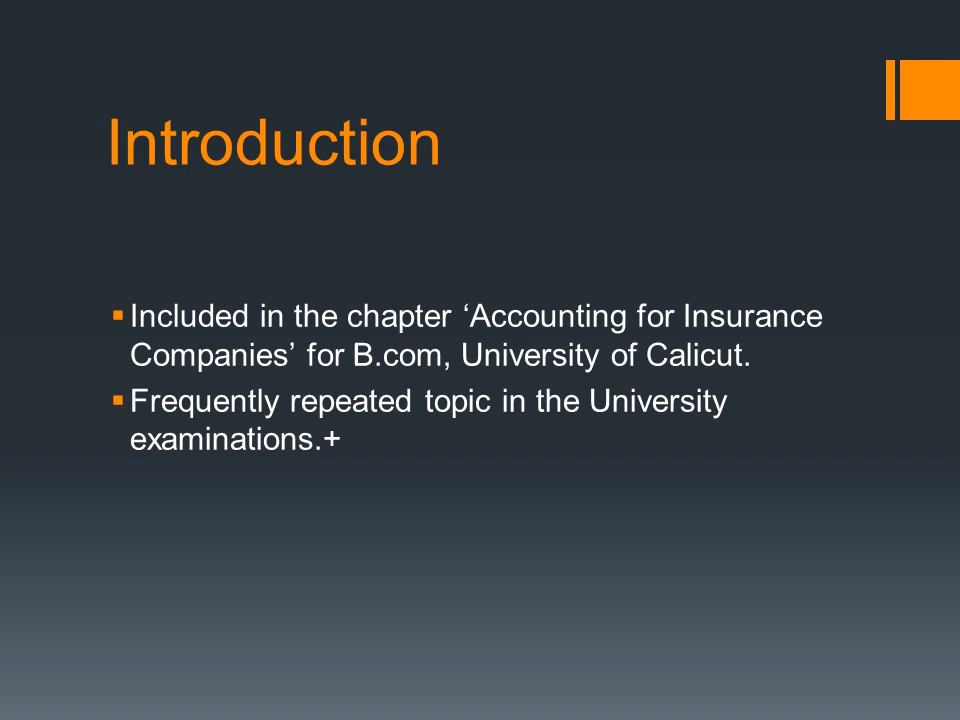 Introduction
▪Included in the chapter ‘Accounting for Insurance
Companies’ for B.com, University of Calicut.
▪Frequently repeated topic in the University
examinations.+